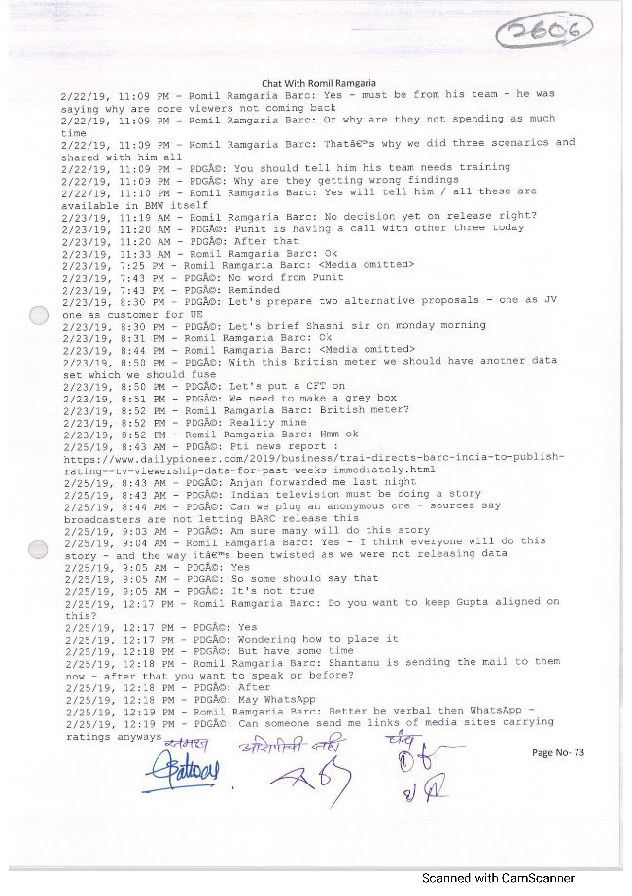 2606
Chat With Romil Ramgaria
2/22/19, 11:09 PM - Romil Ramgaria Barc: Yes - must be from his team - he was
saying why are core viewers not coming back
2/22/19, 11:09 PM - Romil Ramgaria Barc: Or why are they not spending as much
time
2/22/19, 11:09 PM - Romil Ramgaria Barc: Thatâ€™s why we did three scenarios and
shared with him all
2/22/19, 11:09 PM - PDGÂ©: You should tell him his team needs training
2/22/19, 11:09 PM - PDGÂ©: Why are they getting wrong findings
2/22/19, 11:10 PM - Romil Ramgaria Barc: Yes will tell him / all these are
available in BMW itself
2/23/19, 11:19 AM - Romil Ramgaria Barc: No decision yet on release right?
2/23/19, 11:20 AM - PDGÂ©: Punit is having a call with other three today
2/23/19, 11:20 AM - PDGÂ©: After that
2/23/19, 11:33 AM - Romil Ramgaria Barc: Ok
2/23/19, 7:25 PM - Romil Ramgaria Barc: <Media omitted>
2/23/19, 7:43 PM - PDGÂ©: No word from Punit
2/23/19, 7:43 PM - PDGÂ©: Reminded
2/23/19, 8:30 PM - PDGÂ©: Let's prepare two alternative proposals - one as JV
one as customer for UE
2/23/19, 8:30 PM - PDGÂ©: Let's brief Shashi sir on monday morning
2/23/19, 8:31 PM - Romil Ramgaria Barc: Ok
2/23/19, 8:44 PM - Romil Ramgaria Barc: <Media omitted>
2/23/19, 8:50 PM - PDGÂ©: With this British meter we should have another data
set which we should fuse
2/23/19, 8:50 PM - PDGÂ©: Let's put a CFT on
2/23/19, 8:51 PM - PDGÂ©: We need to make a grey box
2/23/19, 8:52 PM - Romil Ramgaria Barc: British meter?
2/23/19, 8:52 PM - PDGÂ©: Reality mine
2/23/19, 8:52 PM - Romil Ramgaria Barc: Hmm ok
2/25/19, 8:43 AM - PDGÂ©: Pti news report :
https://www.dailypioneer.com/2019/business/trai-directs-barc-india-to-publish-
rating--tv-viewership-data-for-past-weeks-immediately.html
2/25/19, 8:43 AM - PDGÂ©: Anjan forwarded me last night
2/25/19, 8:43 AM - PDGÂ©: Indian television must be doing a story
2/25/19, 8:44 AM - PDGÂ©: Can we plug an anonymous one - sources say
broadcasters are not letting BARC release this
2/25/19, 9:03 AM - PDGÂ©: Am sure many will do this story
2/25/19, 9:04 AM - Romil Ramgaria Barc: Yes - I think everyone will do this
story - and the way itâ€™s been twisted as we were not releasing data
2/25/19, 9:05 AM - PDGÂ©: Yes
2/25/19, 9:05 AM - PDGÂ©: So some should say that
2/25/19, 9:05 AM - PDGÂ©: It's not true
2/25/19, 12:17 PM - Romil Ramgaria Barc: Do you want to keep Gupta aligned on
this?
2/25/19, 12:17 PM - PDGÂ©: Yes
2/25/19, 12:17 PM - PDGÂ©: Wondering how to place it
2/25/19, 12:18 PM - PDGÂ©: But have some time
2/25/19, 12:18 PM - Romil Ramgaria Barc: Shantanu is sending the mail to them
now - after that you want to speak or before?
2/25/19, 12:18 PM - PDGÂ©: After
2/25/19, 12:18 PM - PDGÂ©: May WhatsApp
2/25/19, 12:19 PM - Romil Ramgaria Barc: Better be verbal then WhatsApp -
2/25/19, 12:19 PM - PDGÂ©: Can someone send me links of media sites carrying
ratings anyways
आरोपीची सही पंच
Page No- 73
Scanned with CamScanner